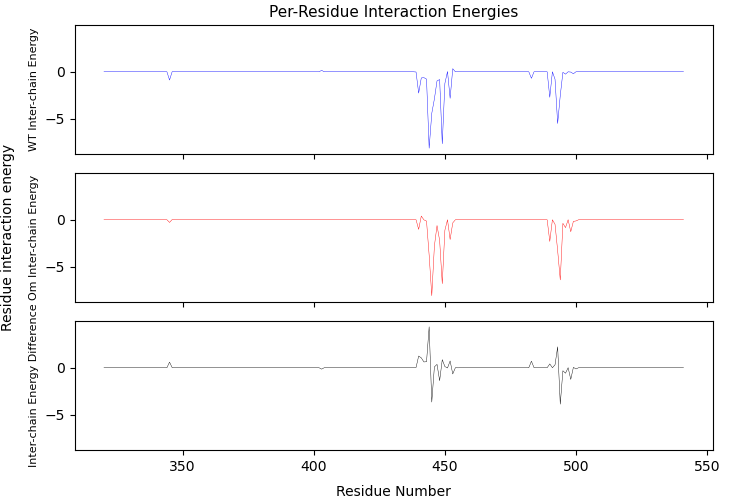 Per-Residue Interaction Energies
Residue interaction energy
WT Inter-chain Energy
0
−5
Om Inter-chain Energy
0
−5
Inter-chain Energy Difference
0
−5
350
400
450
500
550
Residue Number